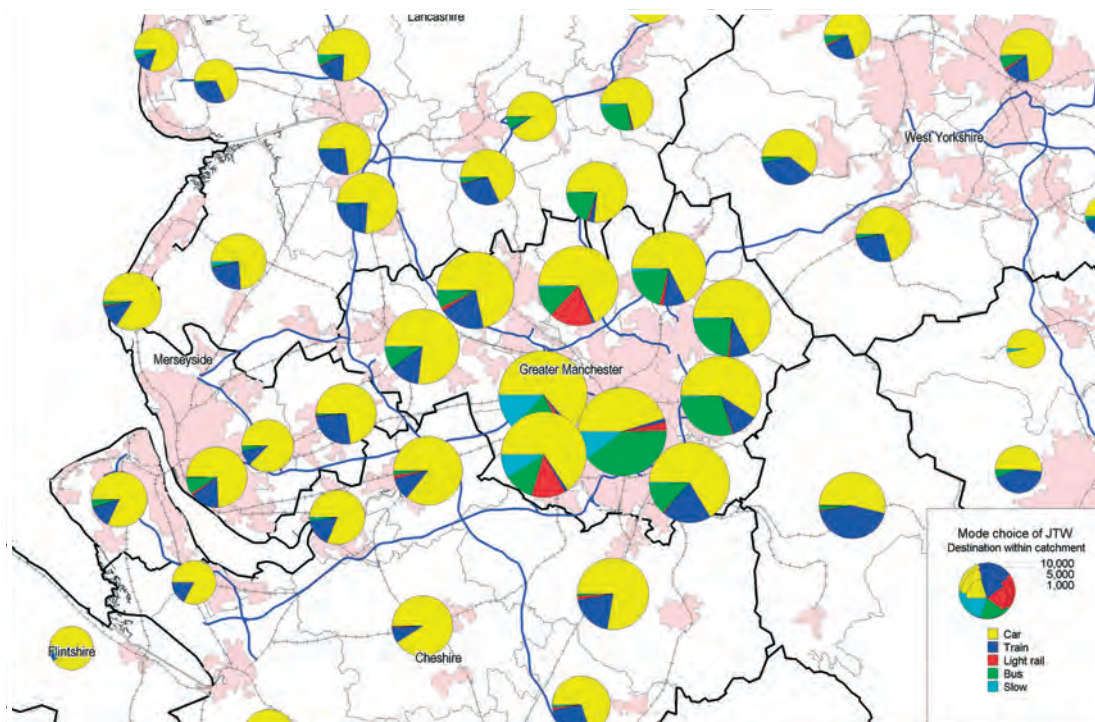 Lancashire
West Yorkshire
Merseyside
Greater Manchester
Flintshire
Cheshire
Mode choice of JTW
Destination within catchment
10,000
5,000
1,000
Car
Train
Light rail
Bus
Slow